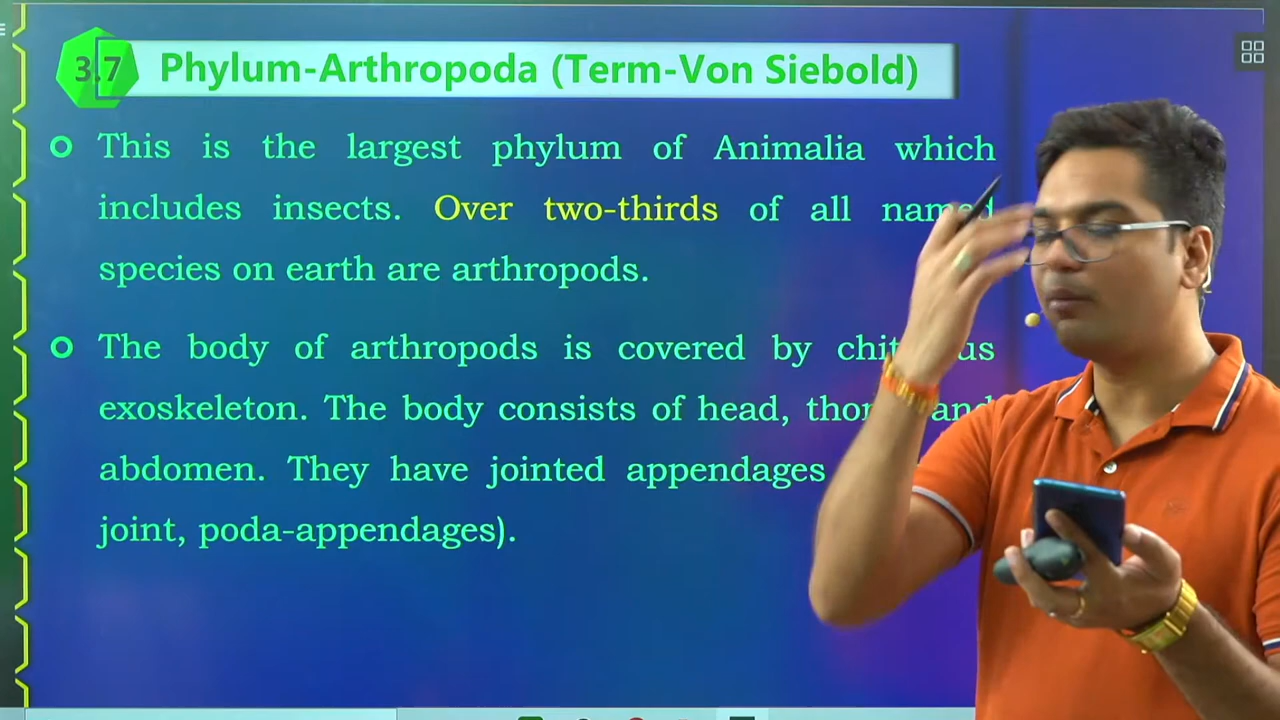 3.7 Phylum-Arthropoda (Term-Von Siebold)
This is the largest phylum of Animalia which
includes insects. Over two-thirds of all named
species on earth are arthropods.
The body of arthropods is covered by
exoskeleton. The body consists of head, and
abdomen. They have jointed appendages
joint, poda-appendages).